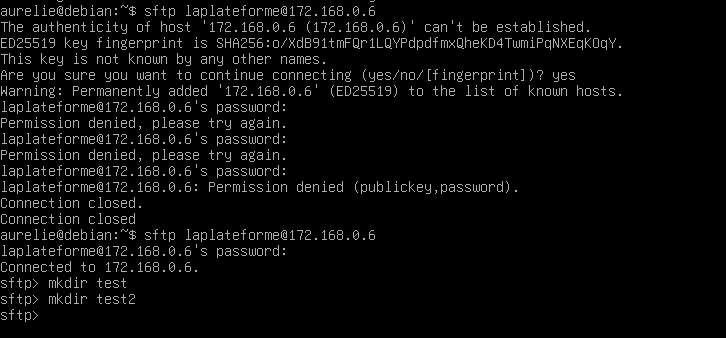 aurelie@debian:~$ sftp laplateforme@172.168.0.6
The authenticity of host '172.168.0.6 (172.168.0.6)' can't be established.
ED25519 key fingerprint is SHA256:o/XdB91tmFQr1LQYPdpdfmxQheKD4TwmiPqNXEqKOqY.
This key is not known by any other names.
Are you sure you want to continue connecting (yes/no/[fingerprint])? yes
Warning: Permanently added '172.168.0.6' (ED25519) to the list of known hosts.
laplateforme@172.168.0.6's password:
Permission denied, please try again.
laplateforme@172.168.0.6's password:
Permission denied, please try again.
laplateforme@172.168.0.6's password:
laplateforme@172.168.0.6: Permission denied (publickey,password).
Connection closed.
Connection closed
aurelie@debian:~$ sftp laplateforme@172.168.0.6
laplateforme@172.168.0.6's password:
Connected to 172.168.0.6.
sftp> mkdir test
sftp> mkdir test2
sftp>